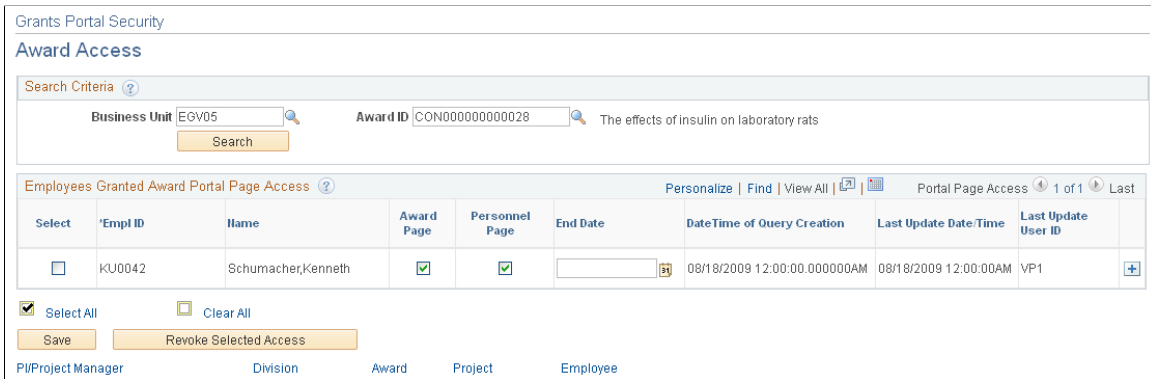 Grants Portal Security
Award Access
Search Criteria
Business Unit EGV05 Award ID CON000000000028 The effects of insulin on laboratory rats
Search
Employees Granted Award Portal Page Access Personalize | Find | View All | Portal Page Access 1 of 1 Last
Select *Empl ID Name Award Page Personnel Page End Date DateTime of Query Creation Last Update Date/Time Last Update User ID
KU0042 Schumacher,Kenneth 08/18/2009 12:00:00.000000AM 08/18/2009 12:00:00AM VP1
Select All Clear All
Save Revoke Selected Access
PI/Project Manager Division Award Project Employee